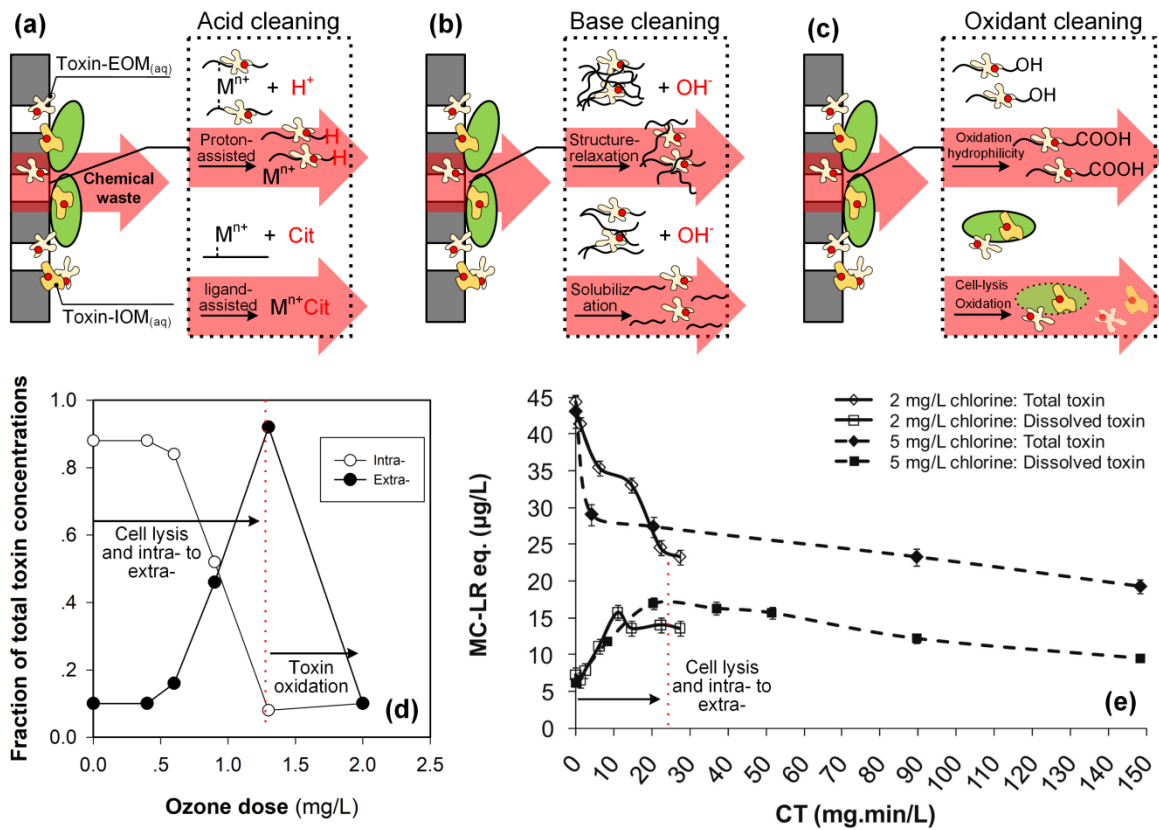 (a)
Acid cleaning
Toxin-EOM(aq)
Mn+ + H+
Proton-
assisted
H
H
Mn+
Chemical
waste
Mn+ + Cit
ligand-
assisted
Mn+Cit
Toxin-IOM(aq)
(b)
Base cleaning
+ OH-
Structure-
relaxation
+ OH-
Solubiliz
ation
(c)
Oxidant cleaning
OH
OH
Oxidation
hydrophilicity
COOH
COOH
Cell-lysis
Oxidation
Fraction of total toxin concentrations
1.0
.8
.6
.4
.2
0.0
Intra-
Extra-
Cell lysis
and intra- to
extra-
Toxin
oxidation
(d)
0.0 .5 1.0 1.5 2.0 2.5
Ozone dose (mg/L)
MC-LR eq. (µg/L)
45
40
35
30
25
20
15
10
5
0
2 mg/L chlorine: Total toxin
2 mg/L chlorine: Dissolved toxin
5 mg/L chlorine: Total toxin
5 mg/L chlorine: Dissolved toxin
Cell lysis
and intra- to
extra-
(e)
0 10 20 30 40 50 60 70 80 90 100 110 120 130 140 150
CT (mg.min/L)